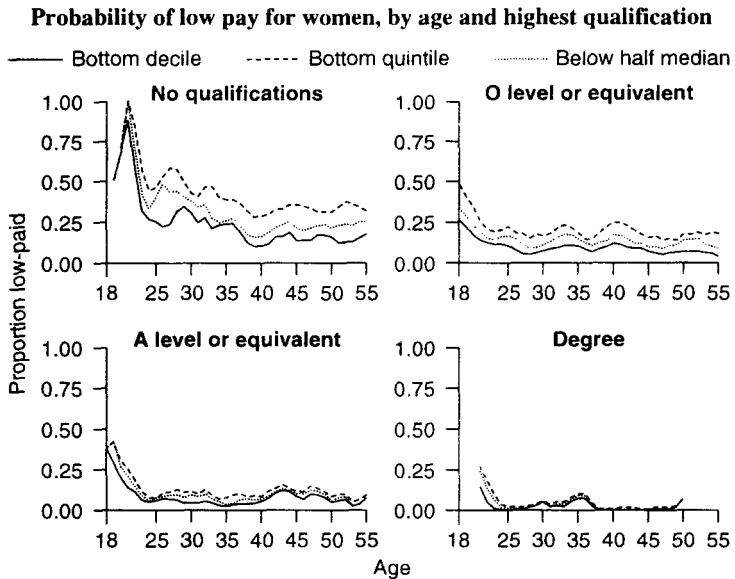 Probability of low pay for women, by age and highest qualification
Bottom decile Bottom quintile Below half median
No qualifications O level or equivalent
1.00
0.75
0.50
0.25
0.00
18 25 30 35 40 45 50 55
1.00
0.75
0.50
0.25
0.00
18 25 30 35 40 45 50 55
Proportion low-paid
A level or equivalent Degree
1.00
0.75
0.50
0.25
0.00
18 25 30 35 40 45 50 55
1.00
0.75
0.50
0.25
0.00
18 25 30 35 40 45 50 55
Age